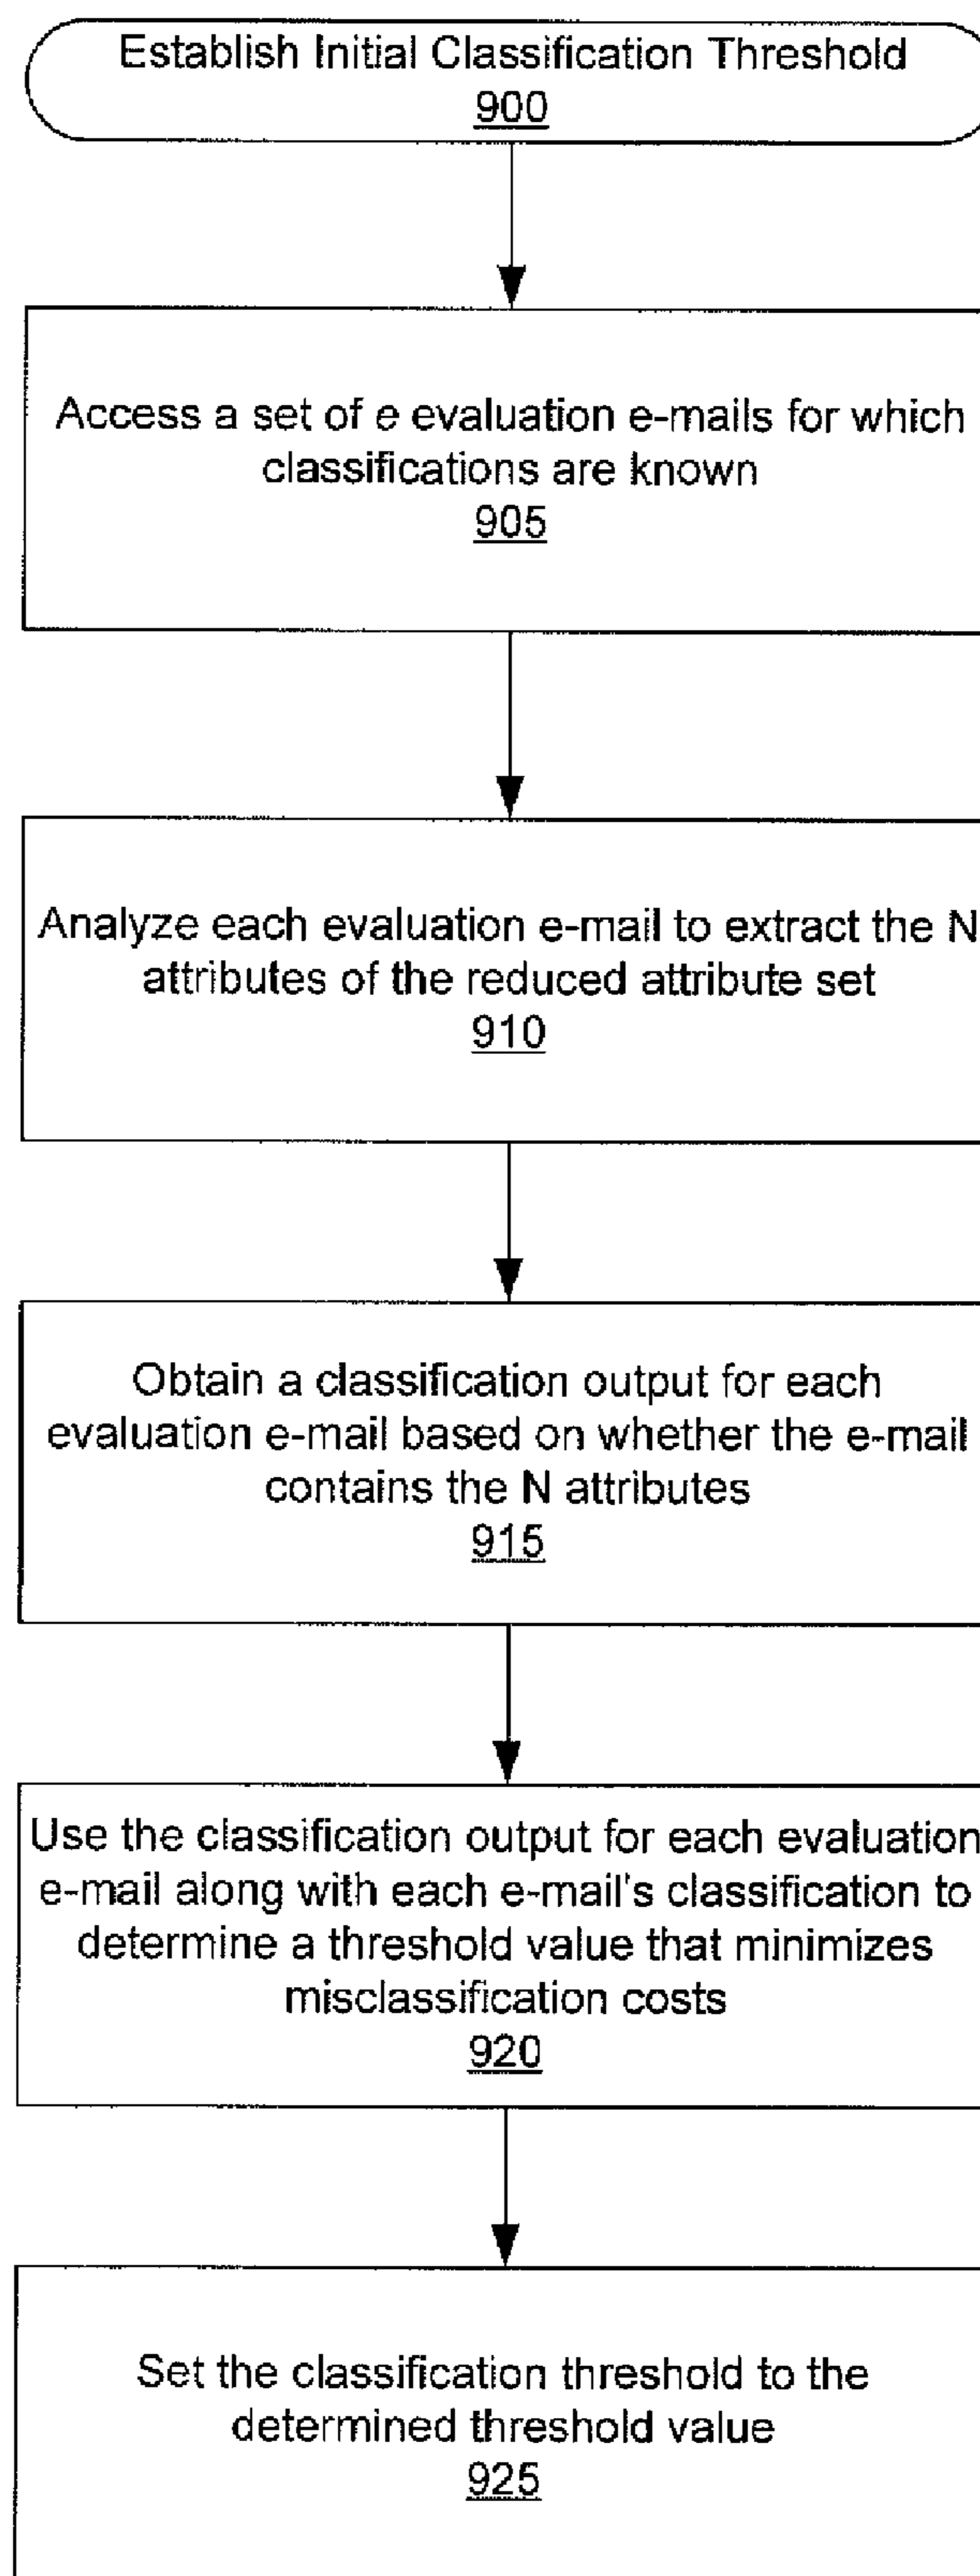 Establish Initial Classification Threshold
900
Access a set of e evaluation e-mails for which
classifications are known
905
Analyze each evaluation e-mail to extract the N
attributes of the reduced attribute set
910
Obtain a classification output for each
evaluation e-mail based on whether the e-mail
contains the N attributes
915
Use the classification output for each evaluation
e-mail along with each e-mail's classification to
determine a threshold value that minimizes
misclassification costs
920
Set the classification threshold to the
determined threshold value
925